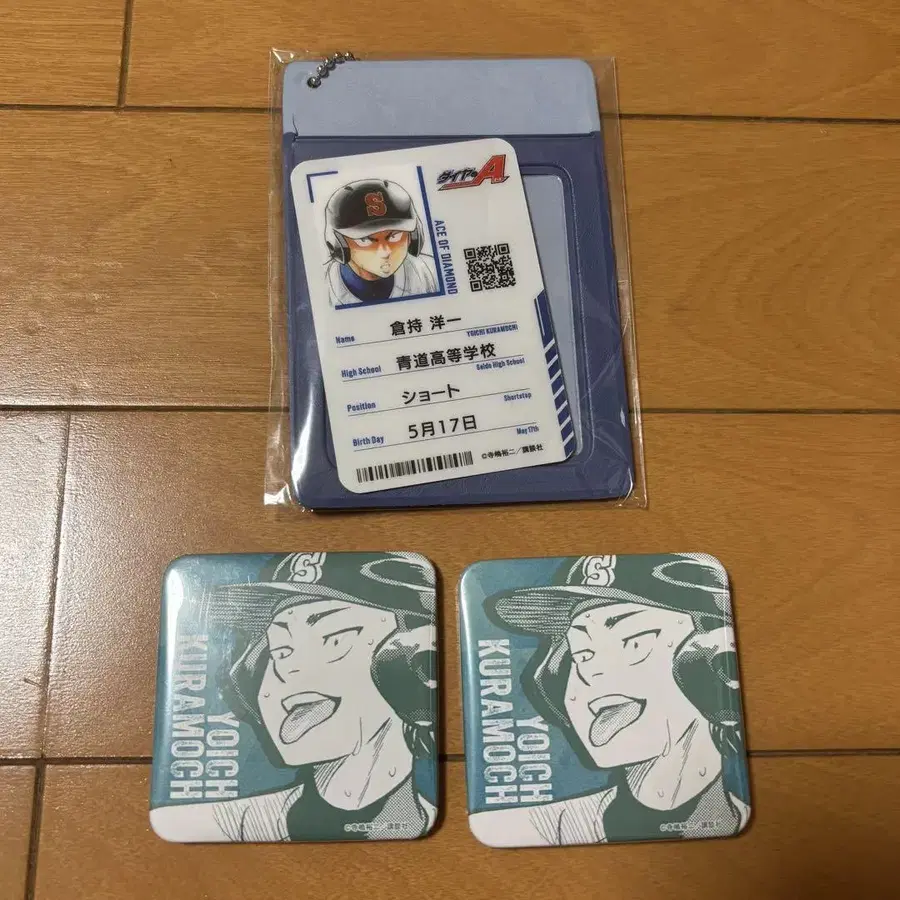 ダイヤのA
S
ACE OF DIAMOND
Name 倉持 洋一 YOICHI KURAMOCHI
High School 青道高等学校 Seido High School
Position ショート Shortstop
Birth Day 5月17日 May 17th
©寺嶋裕二/講談社
S
YOICH
KURAMOCH
©寺嶋裕二/講談社
S
YOICH
KURAMOCH
©寺嶋裕二/講談社